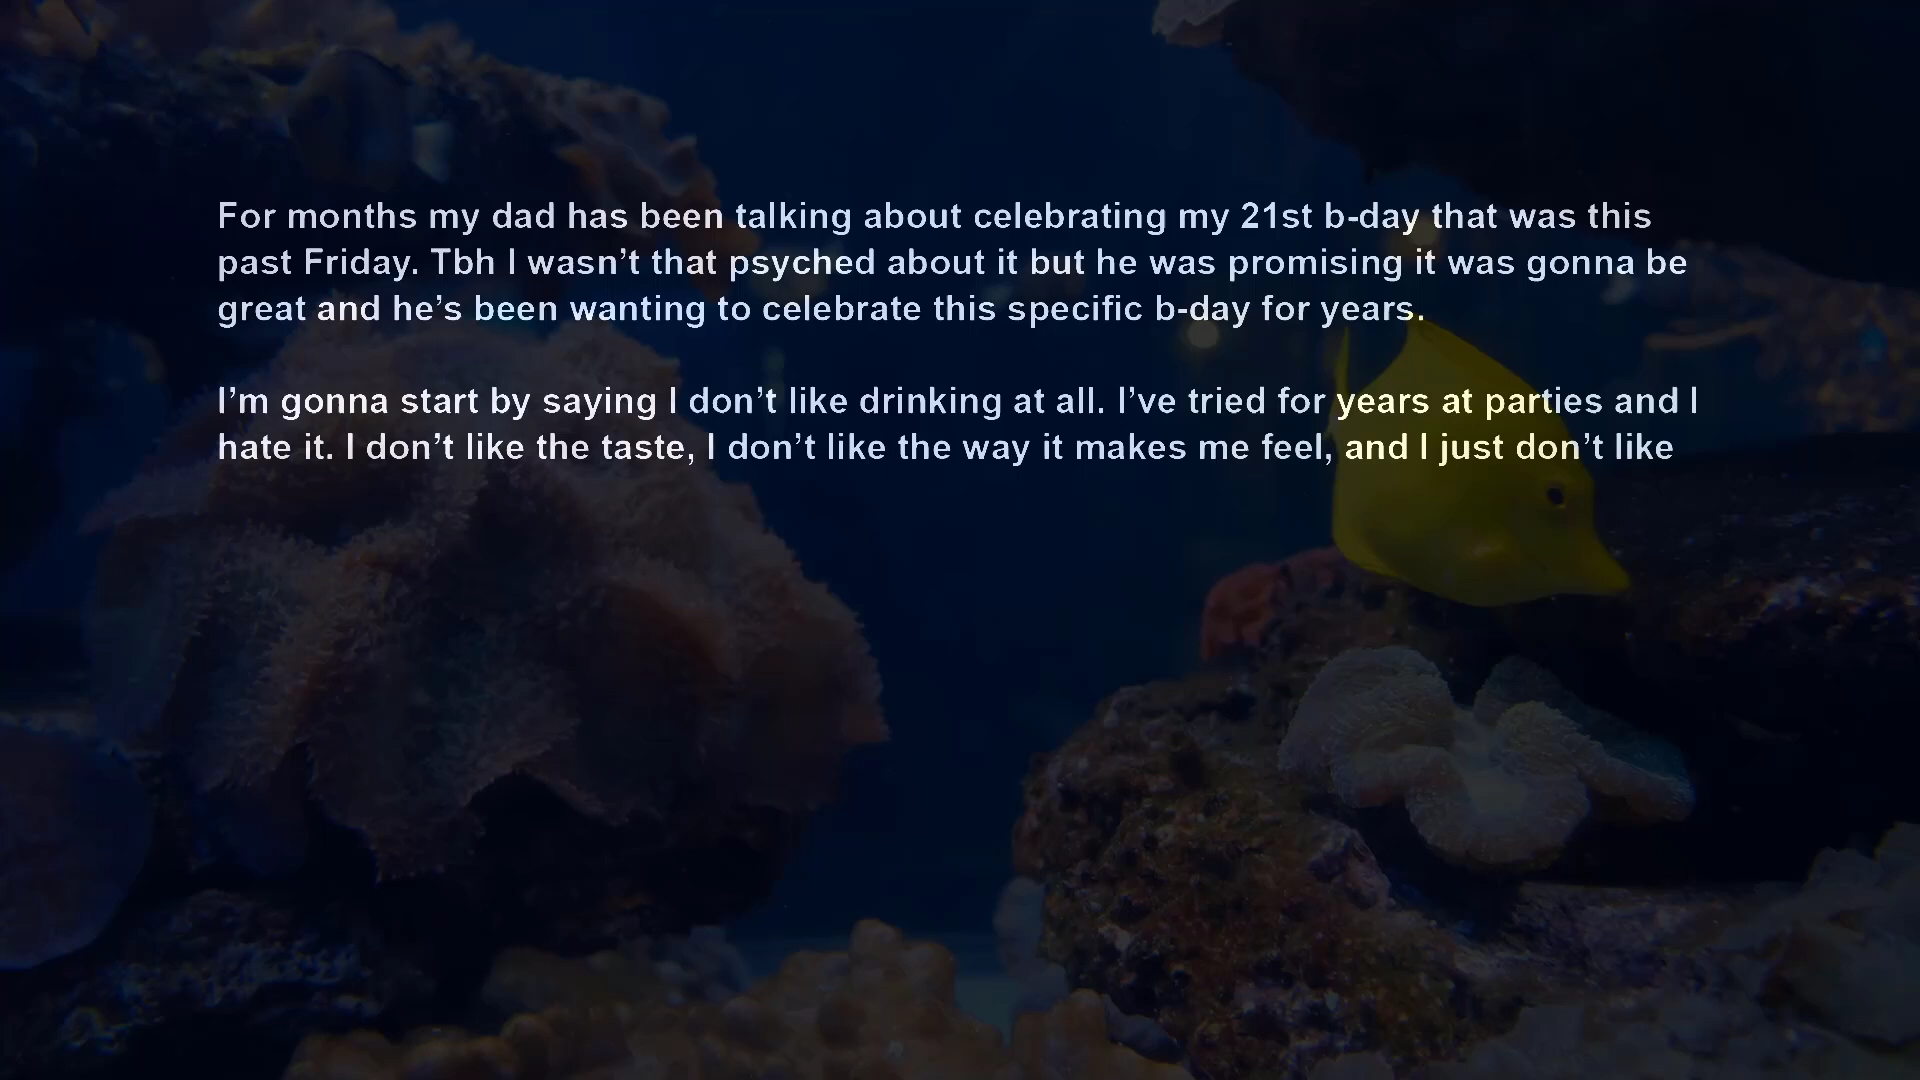 For months my dad has been talking about celebrating my 21st b-day that was this
past Friday. Tbh I wasn’t that psyched about it but he was promising it was gonna be
great and he’s been wanting to celebrate this specific b-day for years.
I’m gonna start by saying I don’t like drinking at all. I’ve tried for years at parties and I
hate it. I don’t like the taste, I don’t like the way it makes me feel, and I just don’t like